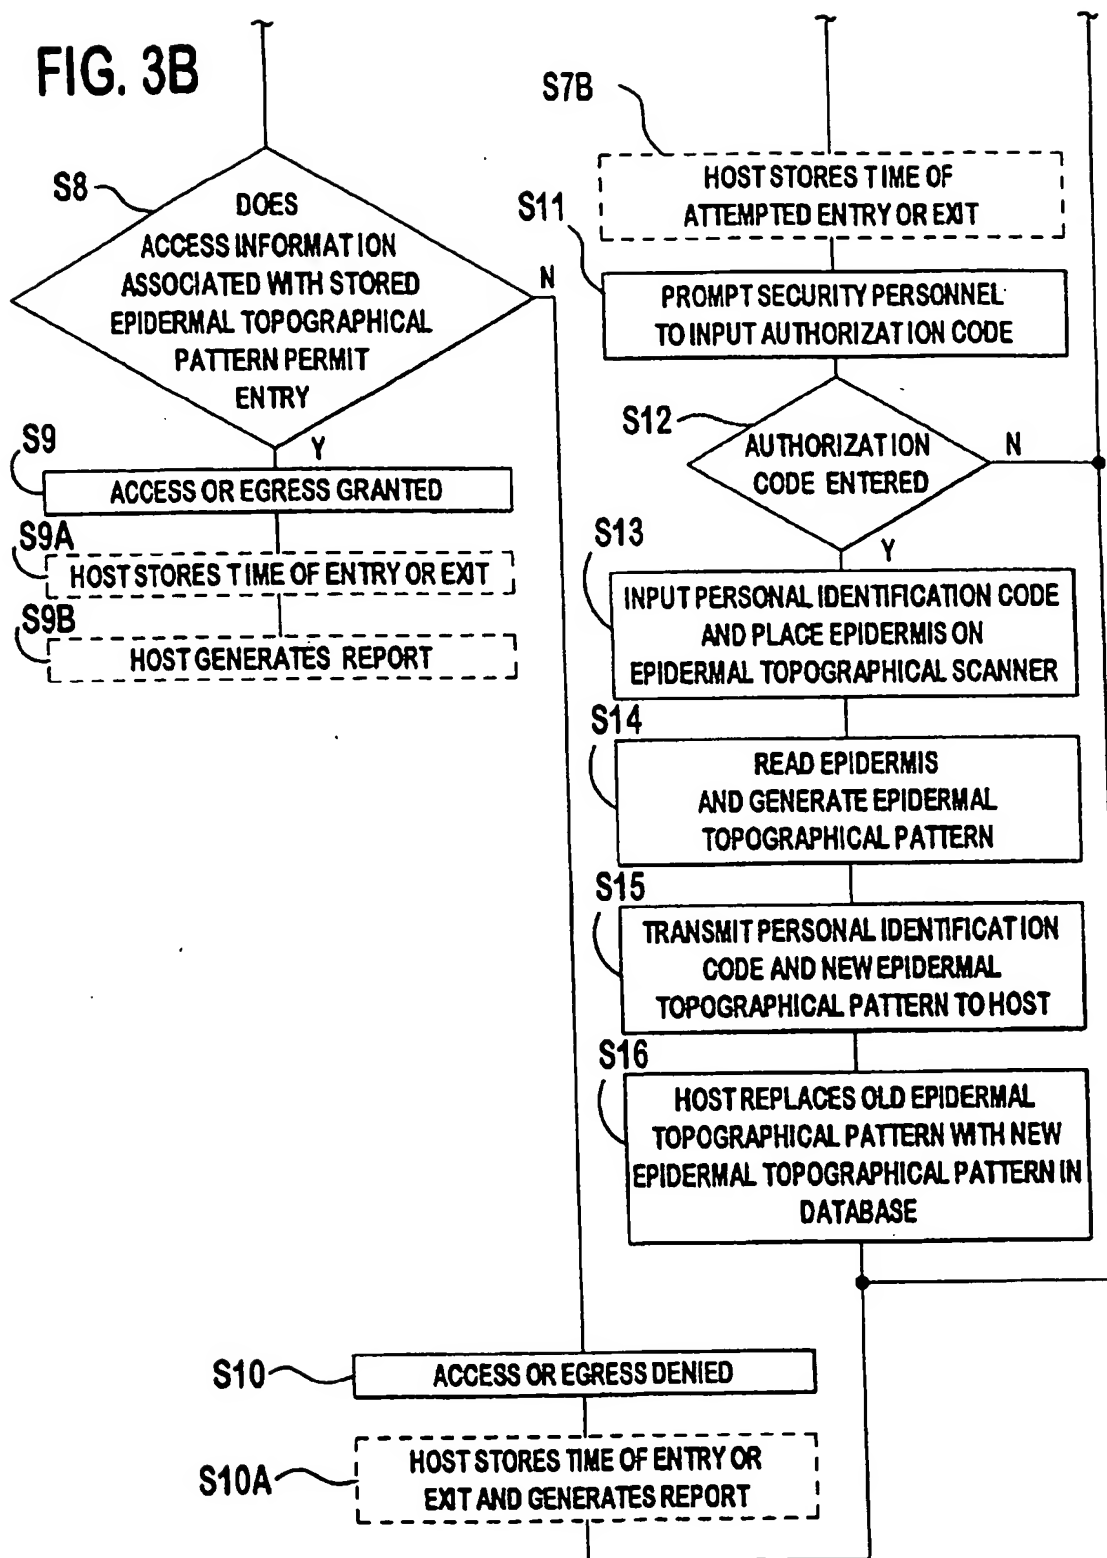 FIG. 3B
S8
DOES
ACCESS INFORMATION
ASSOCIATED WITH STORED
EPIDERMAL TOPOGRAPHICAL
PATTERN PERMIT
ENTRY
N
Y
S9
ACCESS OR EGRESS GRANTED
S9A
HOST STORES TIME OF ENTRY OR EXIT
S9B
HOST GENERATES REPORT
S7B
HOST STORES TIME OF
ATTEMPTED ENTRY OR EXIT
S11
PROMPT SECURITY PERSONNEL
TO INPUT AUTHORIZATION CODE
S12
AUTHORIZATION
CODE ENTERED
N
Y
S13
INPUT PERSONAL IDENTIFICATION CODE
AND PLACE EPIDERMIS ON
EPIDERMAL TOPOGRAPHICAL SCANNER
S14
READ EPIDERMIS
AND GENERATE EPIDERMAL
TOPOGRAPHICAL PATTERN
S15
TRANSMIT PERSONAL IDENTIFICATION
CODE AND NEW EPIDERMAL
TOPOGRAPHICAL PATTERN TO HOST
S16
HOST REPLACES OLD EPIDERMAL
TOPOGRAPHICAL PATTERN WITH NEW
EPIDERMAL TOPOGRAPHICAL PATTERN IN
DATABASE
S10
ACCESS OR EGRESS DENIED
S10A
HOST STORES TIME OF ENTRY OR
EXIT AND GENERATES REPORT